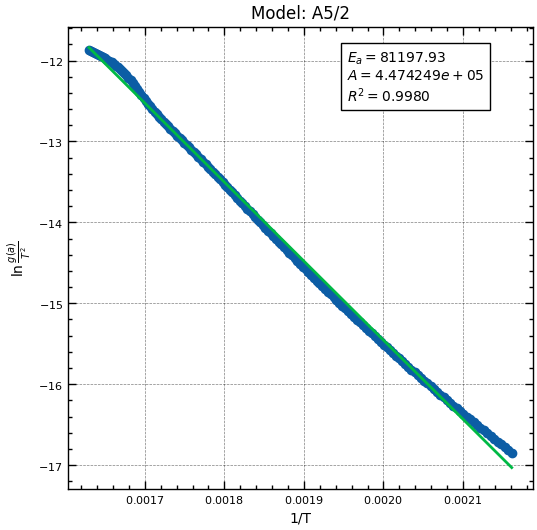 Model: A5/2
E_a = 81197.93
A = 4.474249e + 05
R² = 0.9980
−12
−13
−14
−15
−16
−17
ln g(a)/T²
0.0017 0.0018 0.0019 0.0020 0.0021
1/T